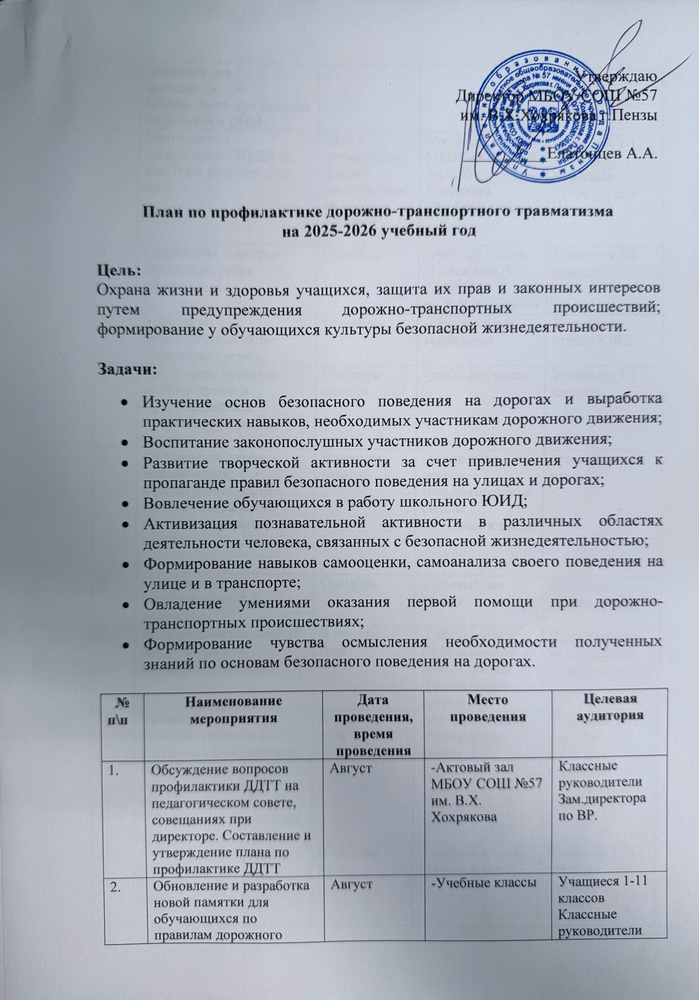 Утверждаю
Директор МБОУ СОШ №57
им. В.Х.Хохрякова г.Пензы
Елатонцев А.А.
План по профилактике дорожно-транспортного травматизма
на 2025-2026 учебный год
Цель:
Охрана жизни и здоровья учащихся, защита их прав и законных интересов
путем предупреждения дорожно-транспортных происшествий;
формирование у обучающихся культуры безопасной жизнедеятельности.
Задачи:
• Изучение основ безопасного поведения на дорогах и выработка
практических навыков, необходимых участникам дорожного движения;
• Воспитание законопослушных участников дорожного движения;
• Развитие творческой активности за счет привлечения учащихся к
пропаганде правил безопасного поведения на улицах и дорогах;
• Вовлечение обучающихся в работу школьного ЮИД;
• Активизация познавательной активности в различных областях
деятельности человека, связанных с безопасной жизнедеятельностью;
• Формирование навыков самооценки, самоанализа своего поведения на
улице и в транспорте;
• Овладение умениями оказания первой помощи при дорожно-
транспортных происшествиях;
• Формирование чувства осмысления необходимости полученных
знаний по основам безопасного поведения на дорогах.
№
п\п
Наименование
мероприятия
Дата
проведения,
время
проведения
Место
проведения
Целевая
аудитория
1.
Обсуждение вопросов
профилактики ДДТТ на
педагогическом совете,
совещаниях при
директоре. Составление и
утверждение плана по
профилактике ДДТТ
Август
-Актовый зал
МБОУ СОШ №57
им. В.Х.
Хохрякова
Классные
руководители
Зам.директора
по ВР.
2.
Обновление и разработка
новой памятки для
обучающихся по
правилам дорожного
Август
-Учебные классы
Учащиеся 1-11
классов
Классные
руководители